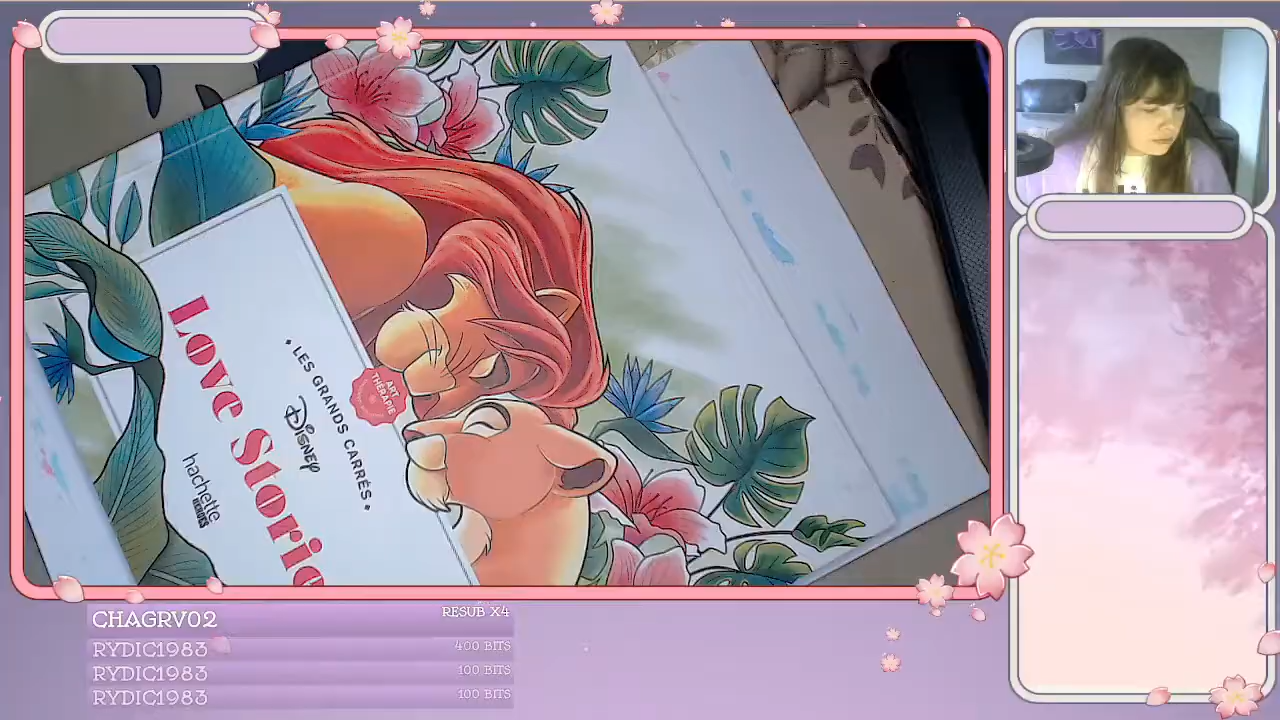 ART
THÉRAPIE
• LES GRANDS CARRÉS •
Disney
Love Storie
hachette
HEROES
CHAGRV02
RESUB X4
RYDIC1983
400 BITS
RYDIC1983
100 BITS
RYDIC1983
100 BITS